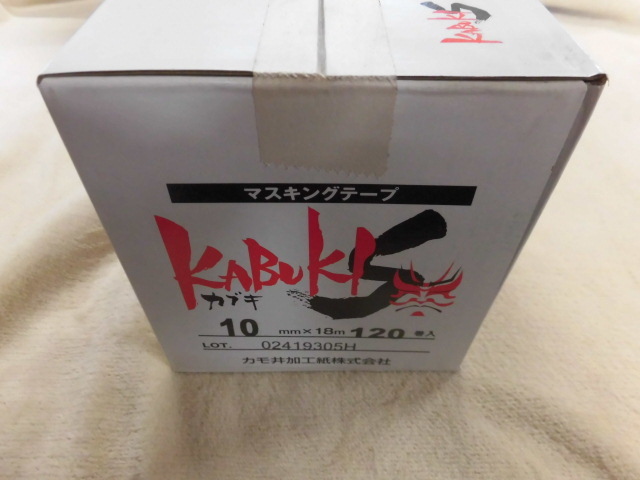 KABUKI S
マスキングテープ
KABUKI S
カブキ
10 mm×18m 120 巻入
LOT. 02419305H
カモ井加工紙株式会社